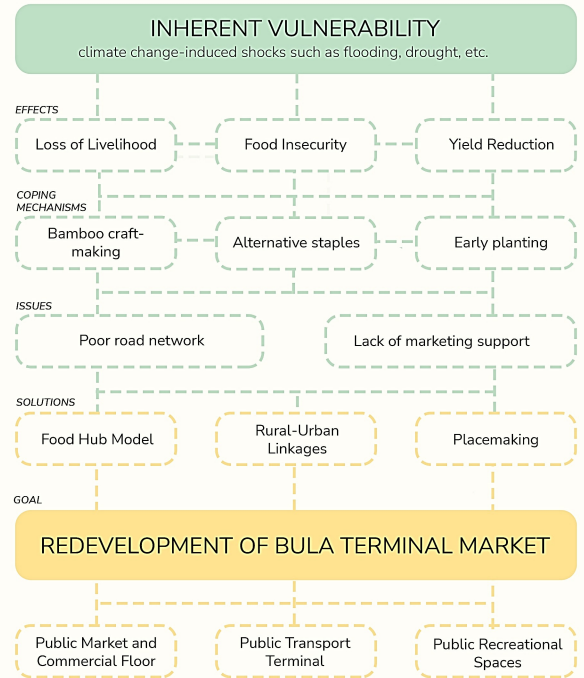 INHERENT VULNERABILITY
climate change-induced shocks such as flooding, drought, etc.
EFFECTS
Loss of Livelihood
Food Insecurity
Yield Reduction
COPING
MECHANISMS
Bamboo craft-
making
Alternative staples
Early planting
ISSUES
Poor road network
Lack of marketing support
SOLUTIONS
Food Hub Model
Rural-Urban
Linkages
Placemaking
GOAL
REDEVELOPMENT OF BULA TERMINAL MARKET
Public Market and
Commercial Floor
Public Transport
Terminal
Public Recreational
Spaces